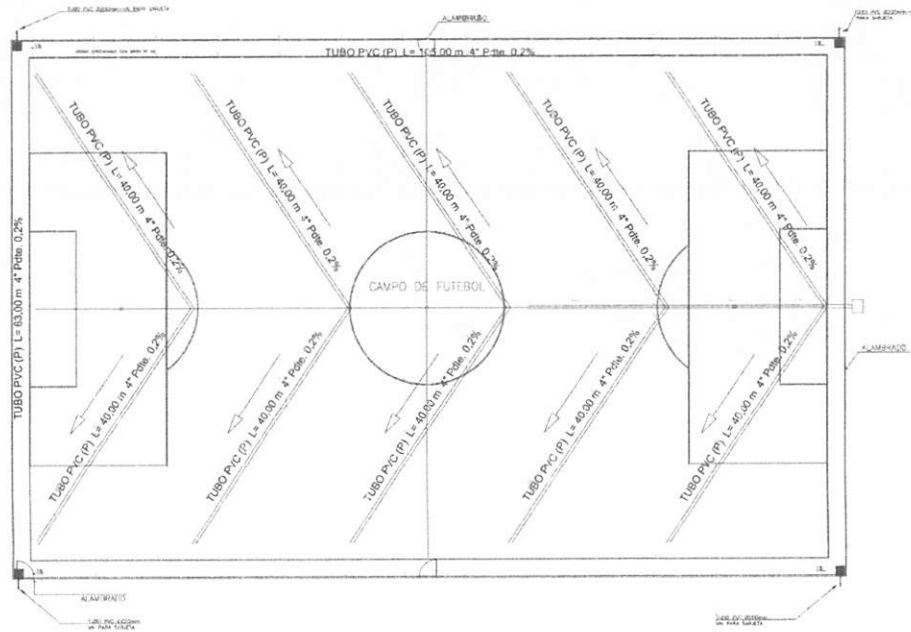 ALAMBRADO
TUBO PVC (P) L= 105,00 m 4" Pdte. 0,2%
TUBO PVC (P) L= 40,00 m 4" Pdte. 0,2%
TUBO PVC (P) L= 40,00 m 4" Pdte. 0,2%
TUBO PVC (P) L= 40,00 m 4" Pdte. 0,2%
TUBO PVC (P) L= 40,00 m 4" Pdte. 0,2%
TUBO PVC (P) L= 40,00 m 4" Pdte. 0,2%
TUBO PVC (P) L= 63,00 m 4" Pdte. 0,2%
CAMPO DE FUTEBOL
ALAMBRADO
TUBO PVC (P) L= 40,00 m 4" Pdte. 0,2%
TUBO PVC (P) L= 40,00 m 4" Pdte. 0,2%
TUBO PVC (P) L= 40,00 m 4" Pdte. 0,2%
TUBO PVC (P) L= 40,00 m 4" Pdte. 0,2%
TUBO PVC (P) L= 40,00 m 4" Pdte. 0,2%
ALAMBRADO